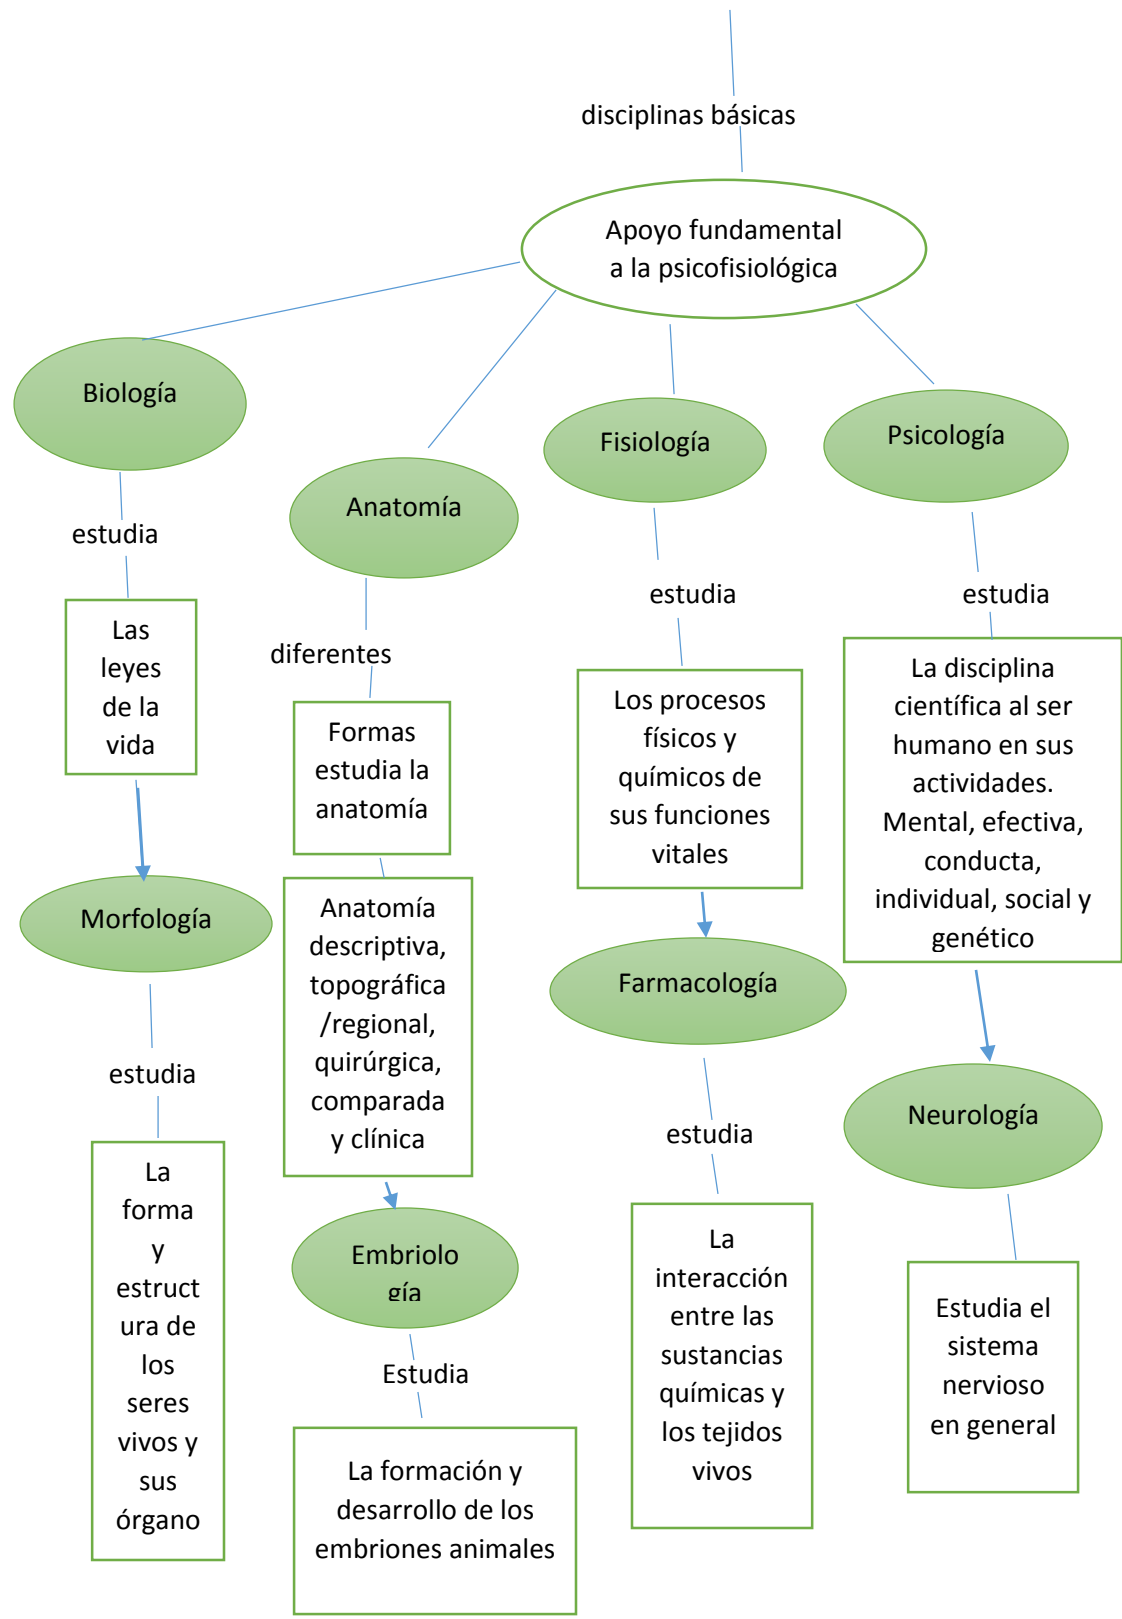 disciplinas básicas
Apoyo fundamental
a la psicofisiológica
Biología
estudia
Las
leyes
de la
vida
Morfología
estudia
La
forma
y
estruct
ura de
los
seres
vivos y
sus
órgano
Anatomía
diferentes
Formas
estudia la
anatomía
Anatomía
descriptiva,
topográfica
/regional,
quirúrgica,
comparada
y clínica
Embriolo
gía
Estudia
La formación y
desarrollo de los
embriones animales
Fisiología
estudia
Los procesos
físicos y
químicos de
sus funciones
vitales
Farmacología
estudia
La
interacción
entre las
sustancias
químicas y
los tejidos
vivos
Psicología
estudia
La disciplina
científica al ser
humano en sus
actividades.
Mental, efectiva,
conducta,
individual, social y
genético
Neurología
Estudia el
sistema
nervioso
en general